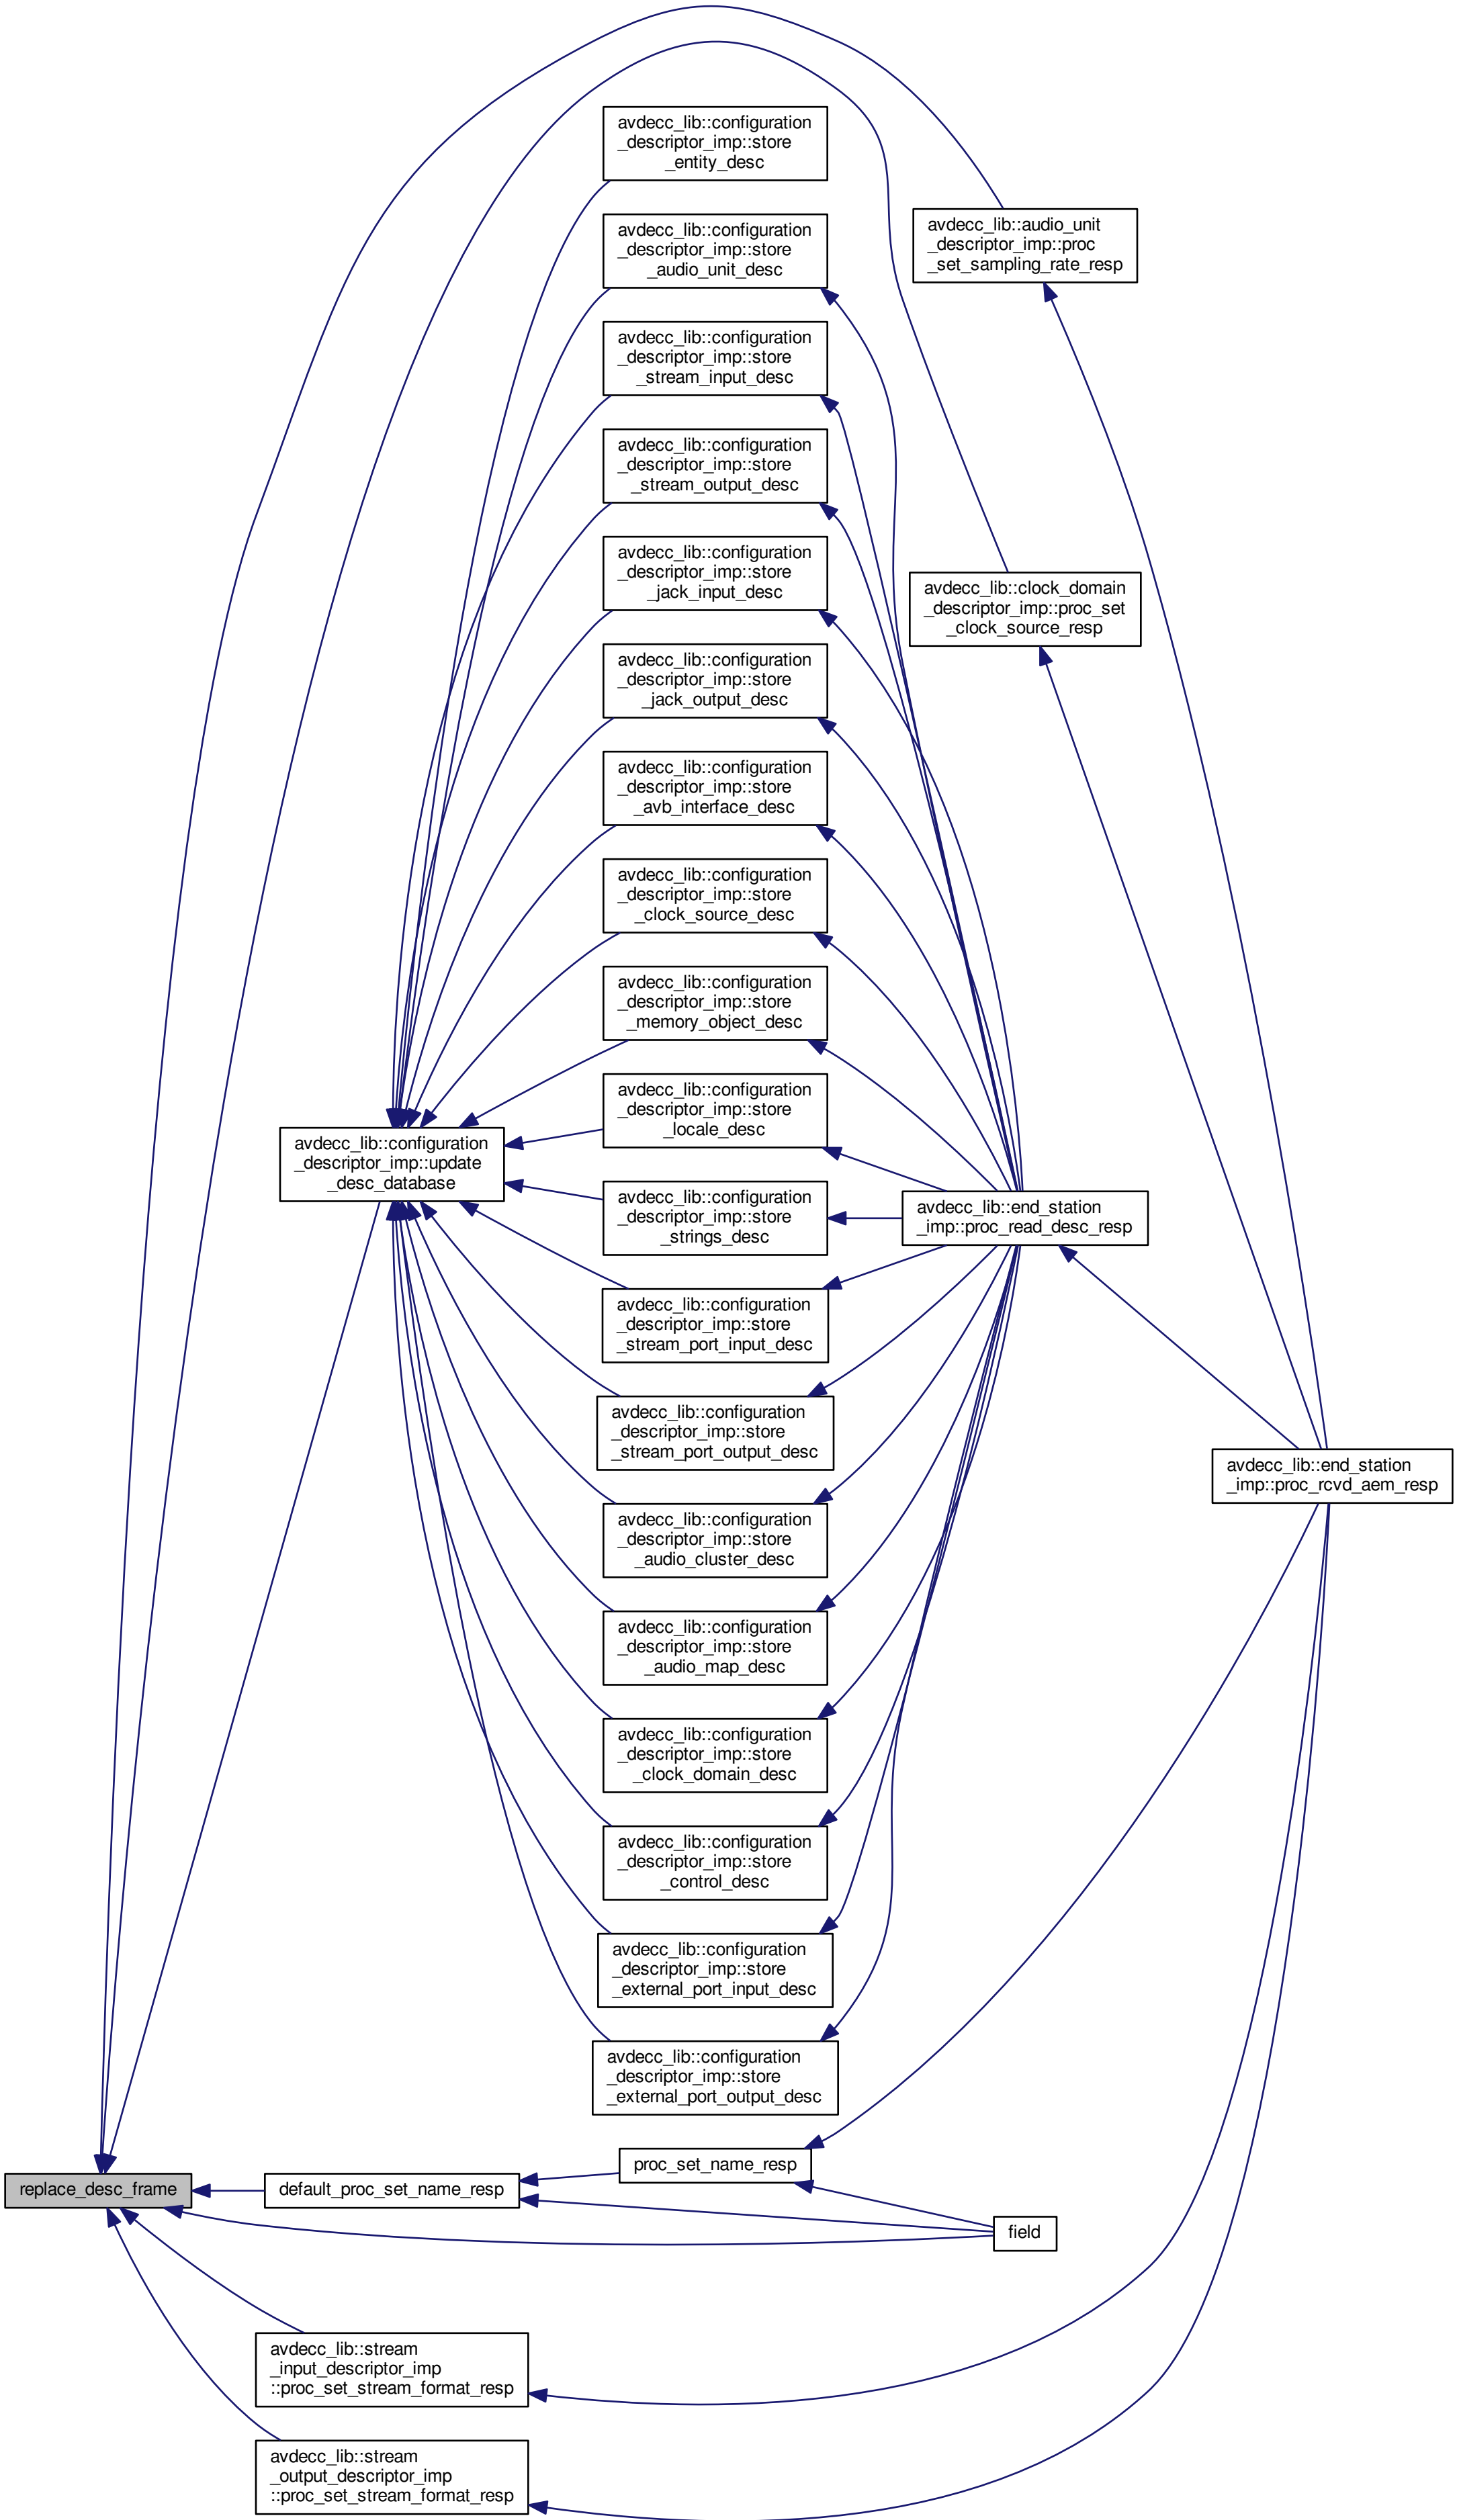 avdecc_lib::configuration
_descriptor_imp::store
_entity_desc
avdecc_lib::configuration
_descriptor_imp::store
_audio_unit_desc
avdecc_lib::audio_unit
_descriptor_imp::proc
_set_sampling_rate_resp
avdecc_lib::configuration
_descriptor_imp::store
_stream_input_desc
avdecc_lib::configuration
_descriptor_imp::store
_stream_output_desc
avdecc_lib::configuration
_descriptor_imp::store
_jack_input_desc
avdecc_lib::clock_domain
_descriptor_imp::proc_set
_clock_source_resp
avdecc_lib::configuration
_descriptor_imp::store
_jack_output_desc
avdecc_lib::configuration
_descriptor_imp::store
_avb_interface_desc
avdecc_lib::configuration
_descriptor_imp::store
_clock_source_desc
avdecc_lib::configuration
_descriptor_imp::store
_memory_object_desc
avdecc_lib::configuration
_descriptor_imp::store
_locale_desc
avdecc_lib::configuration
_descriptor_imp::update
_desc_database
avdecc_lib::configuration
_descriptor_imp::store
_strings_desc
avdecc_lib::end_station
_imp::proc_read_desc_resp
avdecc_lib::configuration
_descriptor_imp::store
_stream_port_input_desc
avdecc_lib::configuration
_descriptor_imp::store
_stream_port_output_desc
avdecc_lib::end_station
_imp::proc_rcvd_aem_resp
avdecc_lib::configuration
_descriptor_imp::store
_audio_cluster_desc
avdecc_lib::configuration
_descriptor_imp::store
_audio_map_desc
avdecc_lib::configuration
_descriptor_imp::store
_clock_domain_desc
avdecc_lib::configuration
_descriptor_imp::store
_control_desc
avdecc_lib::configuration
_descriptor_imp::store
_external_port_input_desc
avdecc_lib::configuration
_descriptor_imp::store
_external_port_output_desc
proc_set_name_resp
replace_desc_frame
default_proc_set_name_resp
field
avdecc_lib::stream
_input_descriptor_imp
::proc_set_stream_format_resp
avdecc_lib::stream
_output_descriptor_imp
::proc_set_stream_format_resp